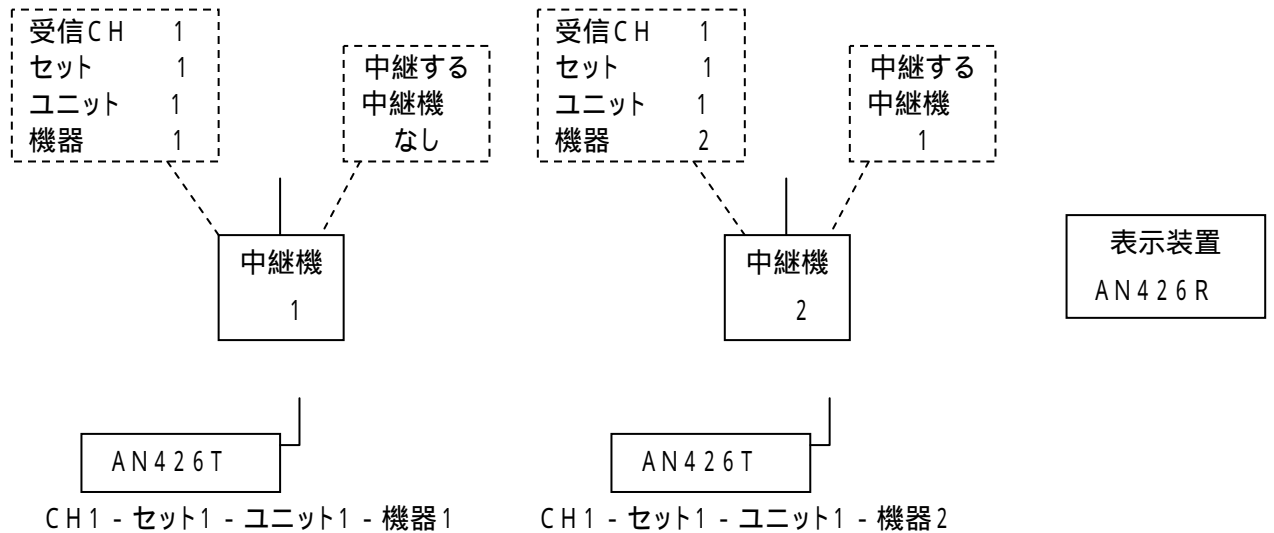 受信CH 1
セット 1
ユニット 1
機器 1
中継する
中継機
なし
受信CH 1
セット 1
ユニット 1
機器 2
中継する
中継機
1
中継機
1
中継機
2
表示装置
AN426R
AN426T
CH1-セット1-ユニット1-機器1
AN426T
CH1-セット1-ユニット1-機器2